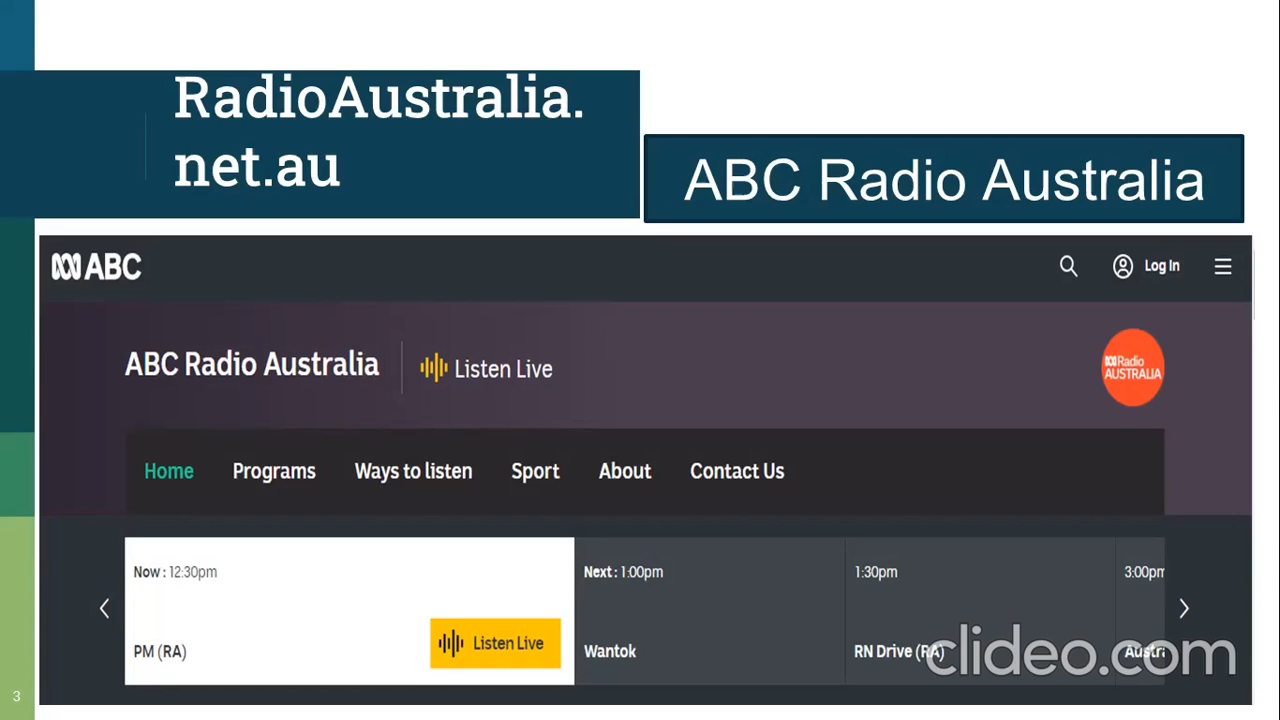 RadioAustralia.
net.au
ABC Radio Australia
ABC
Log In
ABC Radio Australia
Listen Live
Radio
AUSTRALIA
Home Programs Ways to listen Sport About Contact Us
Now : 12:30pm
Next : 1:00pm
1:30pm
3:00pm
PM (RA)
Listen Live
Wantok
RN Drive (RA)
Austra
clideo.com
3